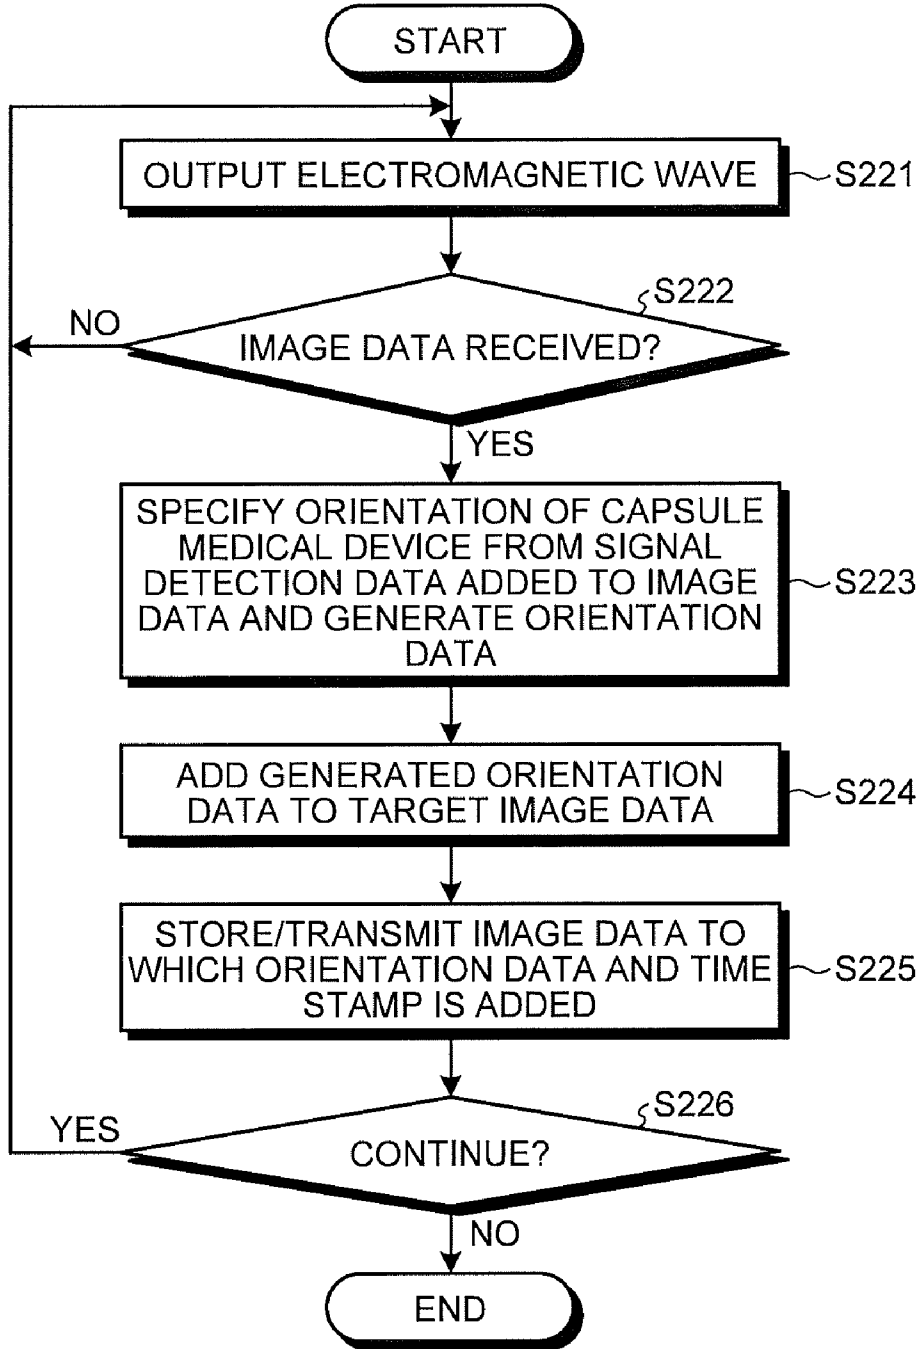 START
OUTPUT ELECTROMAGNETIC WAVE
S221
S222
NO
IMAGE DATA RECEIVED?
YES
SPECIFY ORIENTATION OF CAPSULE
MEDICAL DEVICE FROM SIGNAL
DETECTION DATA ADDED TO IMAGE
DATA AND GENERATE ORIENTATION
DATA
S223
ADD GENERATED ORIENTATION
DATA TO TARGET IMAGE DATA
S224
STORE/TRANSMIT IMAGE DATA TO
WHICH ORIENTATION DATA AND TIME
STAMP IS ADDED
S225
S226
YES
CONTINUE?
NO
END